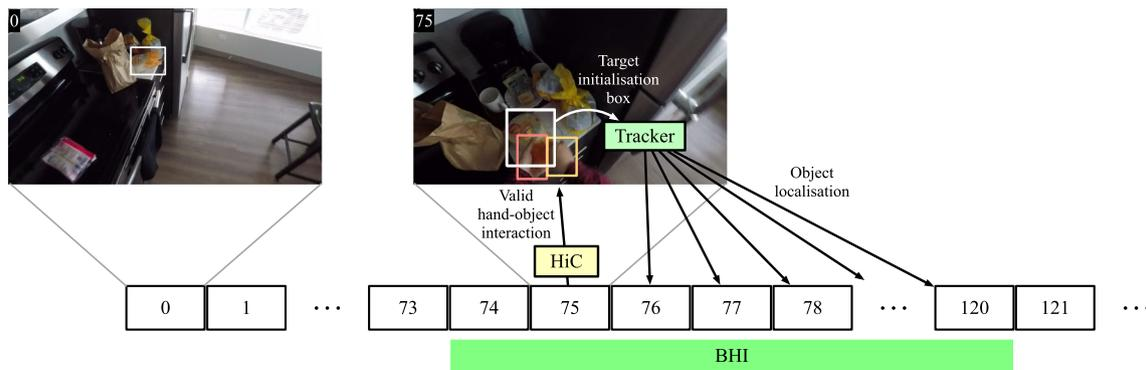 0
75
Target
initialisation
box
Tracker
Object
localisation
Valid
hand-object
interaction
HiC
0 1 ... 73 74 75 76 77 78 ... 120 121 ...
BHI